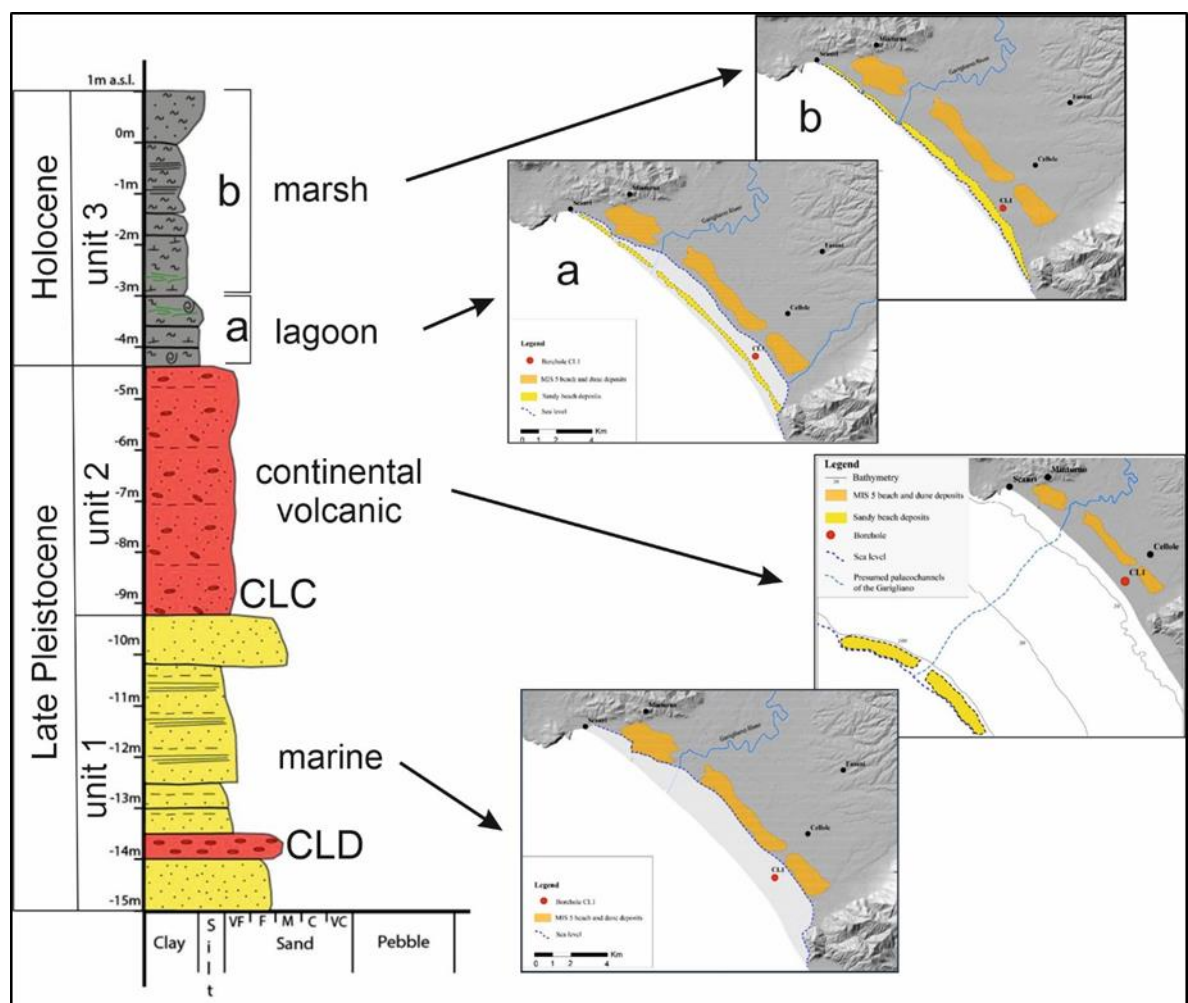 1m a.s.l.
0m
-1m
-2m
-3m
-4m
-5m
-6m
-7m
-8m
-9m
-10m
-11m
-12m
-13m
-14m
-15m
Holocene
Late Pleistocene
unit 3
unit 2
unit 1
b
a
marsh
lagoon
continental
volcanic
marine
CLC
CLD
Clay
Silt
VF F M C VC
Sand
Pebble
b
Minturno
Scauri
Garigliano River
Fasani
Cellole
CL1
a
Minturno
Scauri
Garigliano River
Fasani
Cellole
CL1
Legend
Borehole CL1
MIS 5 beach and dune deposits
Sandy beach deposits
Sea level
0 1 2 4 Km
Legend
Bathymetry
MIS 5 beach and dune deposits
Sandy beach deposits
Borehole
Sea level
Presumed palaeochannels
of the Garigliano
Minturno
Scauri
Cellole
CL1
20
100
Minturno
Scauri
Garigliano River
Fasani
Cellole
CL1
Legend
Borehole CL1
MIS 5 beach and dune deposits
Sea level
0 1 2 4 Km